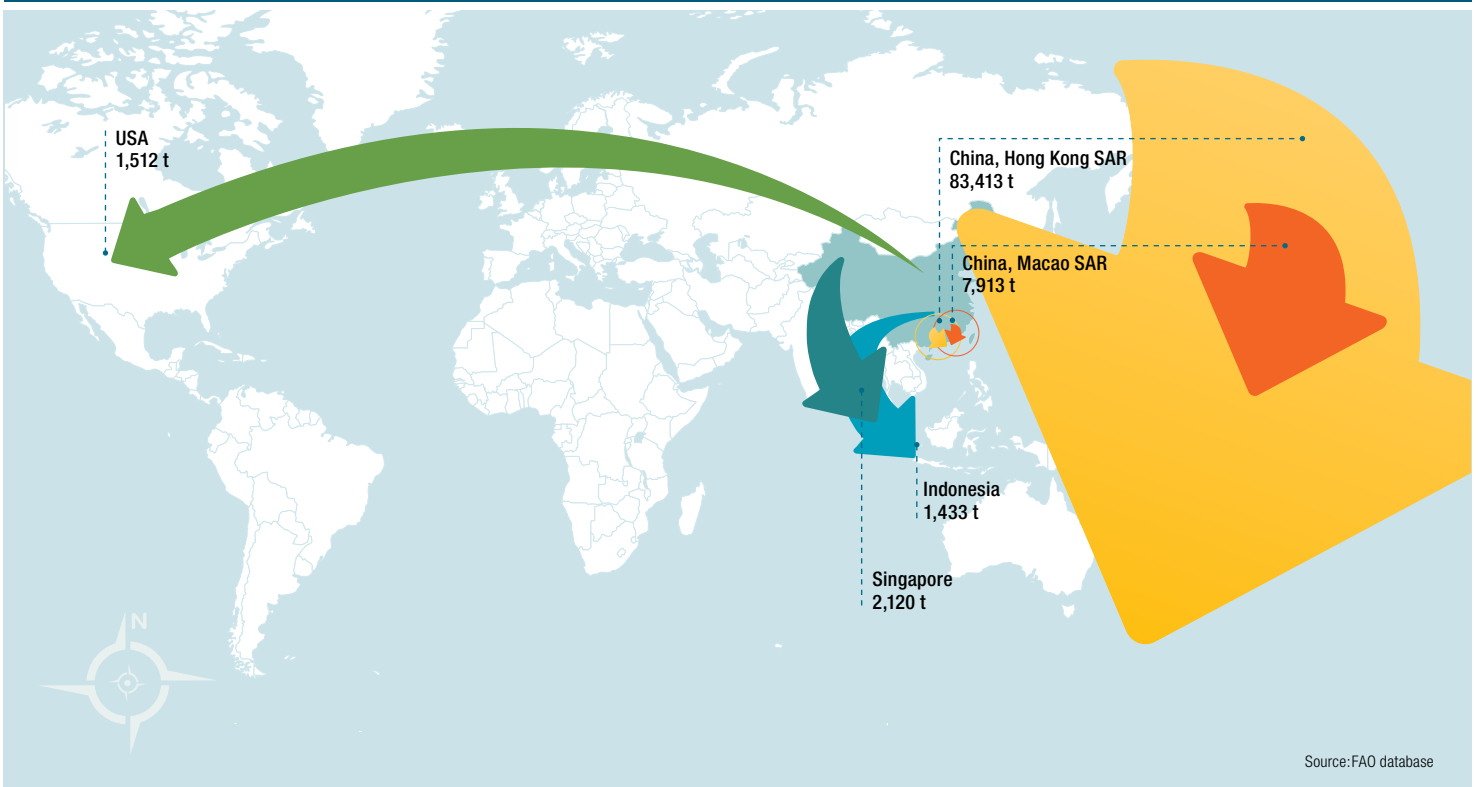 USA
1,512 t
China, Hong Kong SAR
83,413 t
China, Macao SAR
7,913 t
Indonesia
1,433 t
Singapore
2,120 t
N
Source:FAO database